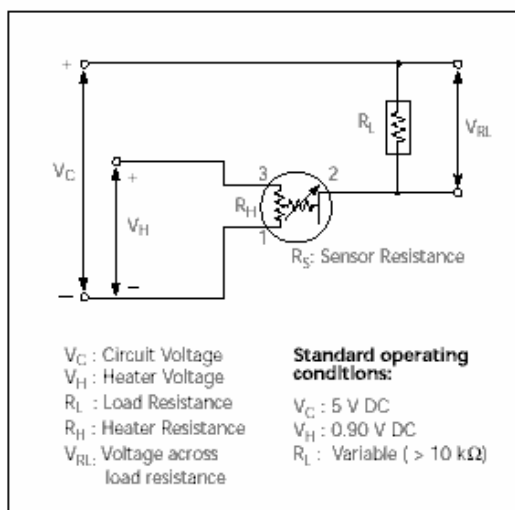 +
R_L
V_RL
V_C
+
3
2
R_H
V_H
1
R_S: Sensor Resistance
−
−
V_C : Circuit Voltage
V_H : Heater Voltage
R_L : Load Resistance
R_H : Heater Resistance
V_RL: Voltage across
load resistance
Standard operating
conditions:
V_C : 5 V DC
V_H : 0.90 V DC
R_L : Variable ( > 10 kΩ)